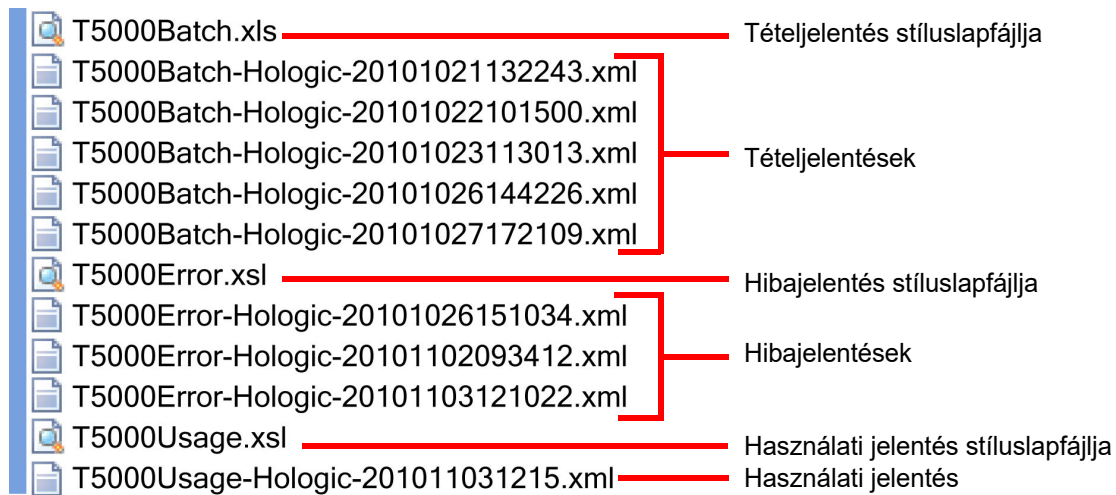 T5000Batch.xls Tételjelentés stíluslapfájlja
T5000Batch-Hologic-20101021132243.xml
T5000Batch-Hologic-20101022101500.xml
T5000Batch-Hologic-20101023113013.xml Tételjelentések
T5000Batch-Hologic-20101026144226.xml
T5000Batch-Hologic-20101027172109.xml
T5000Error.xsl Hibajelentés stíluslapfájlja
T5000Error-Hologic-20101026151034.xml
T5000Error-Hologic-20101102093412.xml Hibajelentések
T5000Error-Hologic-20101103121022.xml
T5000Usage.xsl Használati jelentés stíluslapfájlja
T5000Usage-Hologic-201011031215.xml Használati jelentés